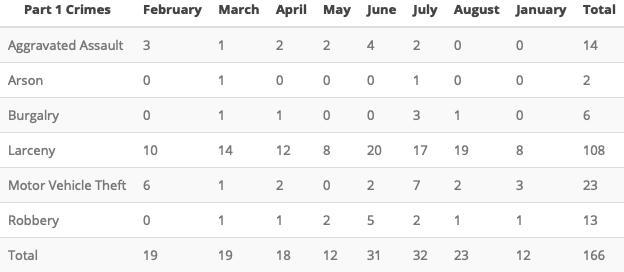 Part 1 Crimes February March April May June July August January Total
Aggravated Assault 3 1 2 2 4 2 0 0 14
Arson 0 1 0 0 0 1 0 0 2
Burgalry 0 1 1 0 0 3 1 0 6
Larceny 10 14 12 8 20 17 19 8 108
Motor Vehicle Theft 6 1 2 0 2 7 2 3 23
Robbery 0 1 1 2 5 2 1 1 13
Total 19 19 18 12 31 32 23 12 166